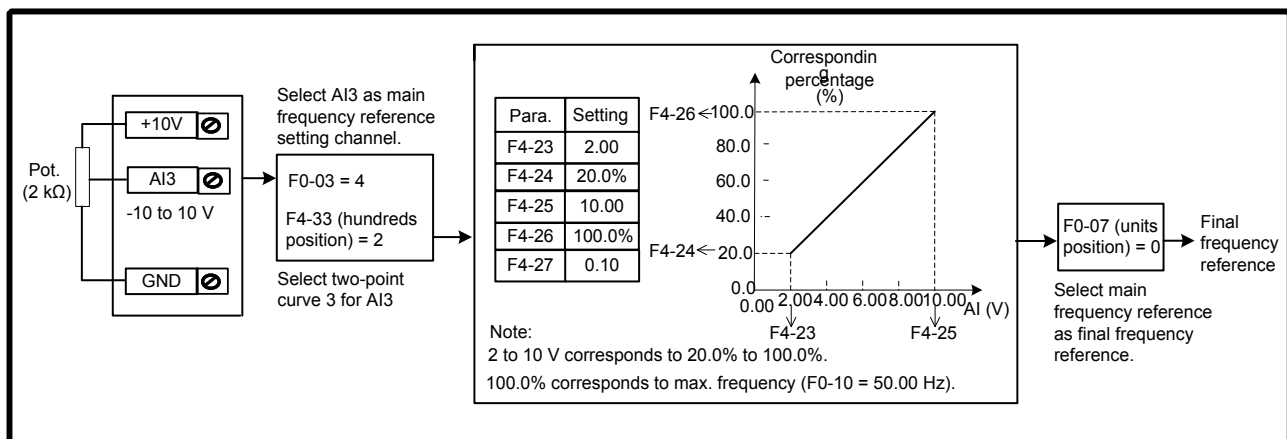 +10V
Pot.
(2 kΩ)
AI3
-10 to 10 V
GND
Select AI3 as main
frequency reference
setting channel.
F0-03 = 4
F4-33 (hundreds
position) = 2
Select two-point
curve 3 for AI3
Para. Setting
F4-23 2.00
F4-24 20.0%
F4-25 10.00
F4-26 100.0%
F4-27 0.10
Correspondin
g
percentage
(%)
F4-26 100.0
80.0
60.0
40.0
F4-24 20.0
0.0
0.00 2.00 4.00 6.00 8.00 10.00 AI (V)
F4-23 F4-25
Note:
2 to 10 V corresponds to 20.0% to 100.0%.
100.0% corresponds to max. frequency (F0-10 = 50.00 Hz).
F0-07 (units
position) = 0
Select main
frequency reference
as final frequency
reference.
Final
frequency
reference